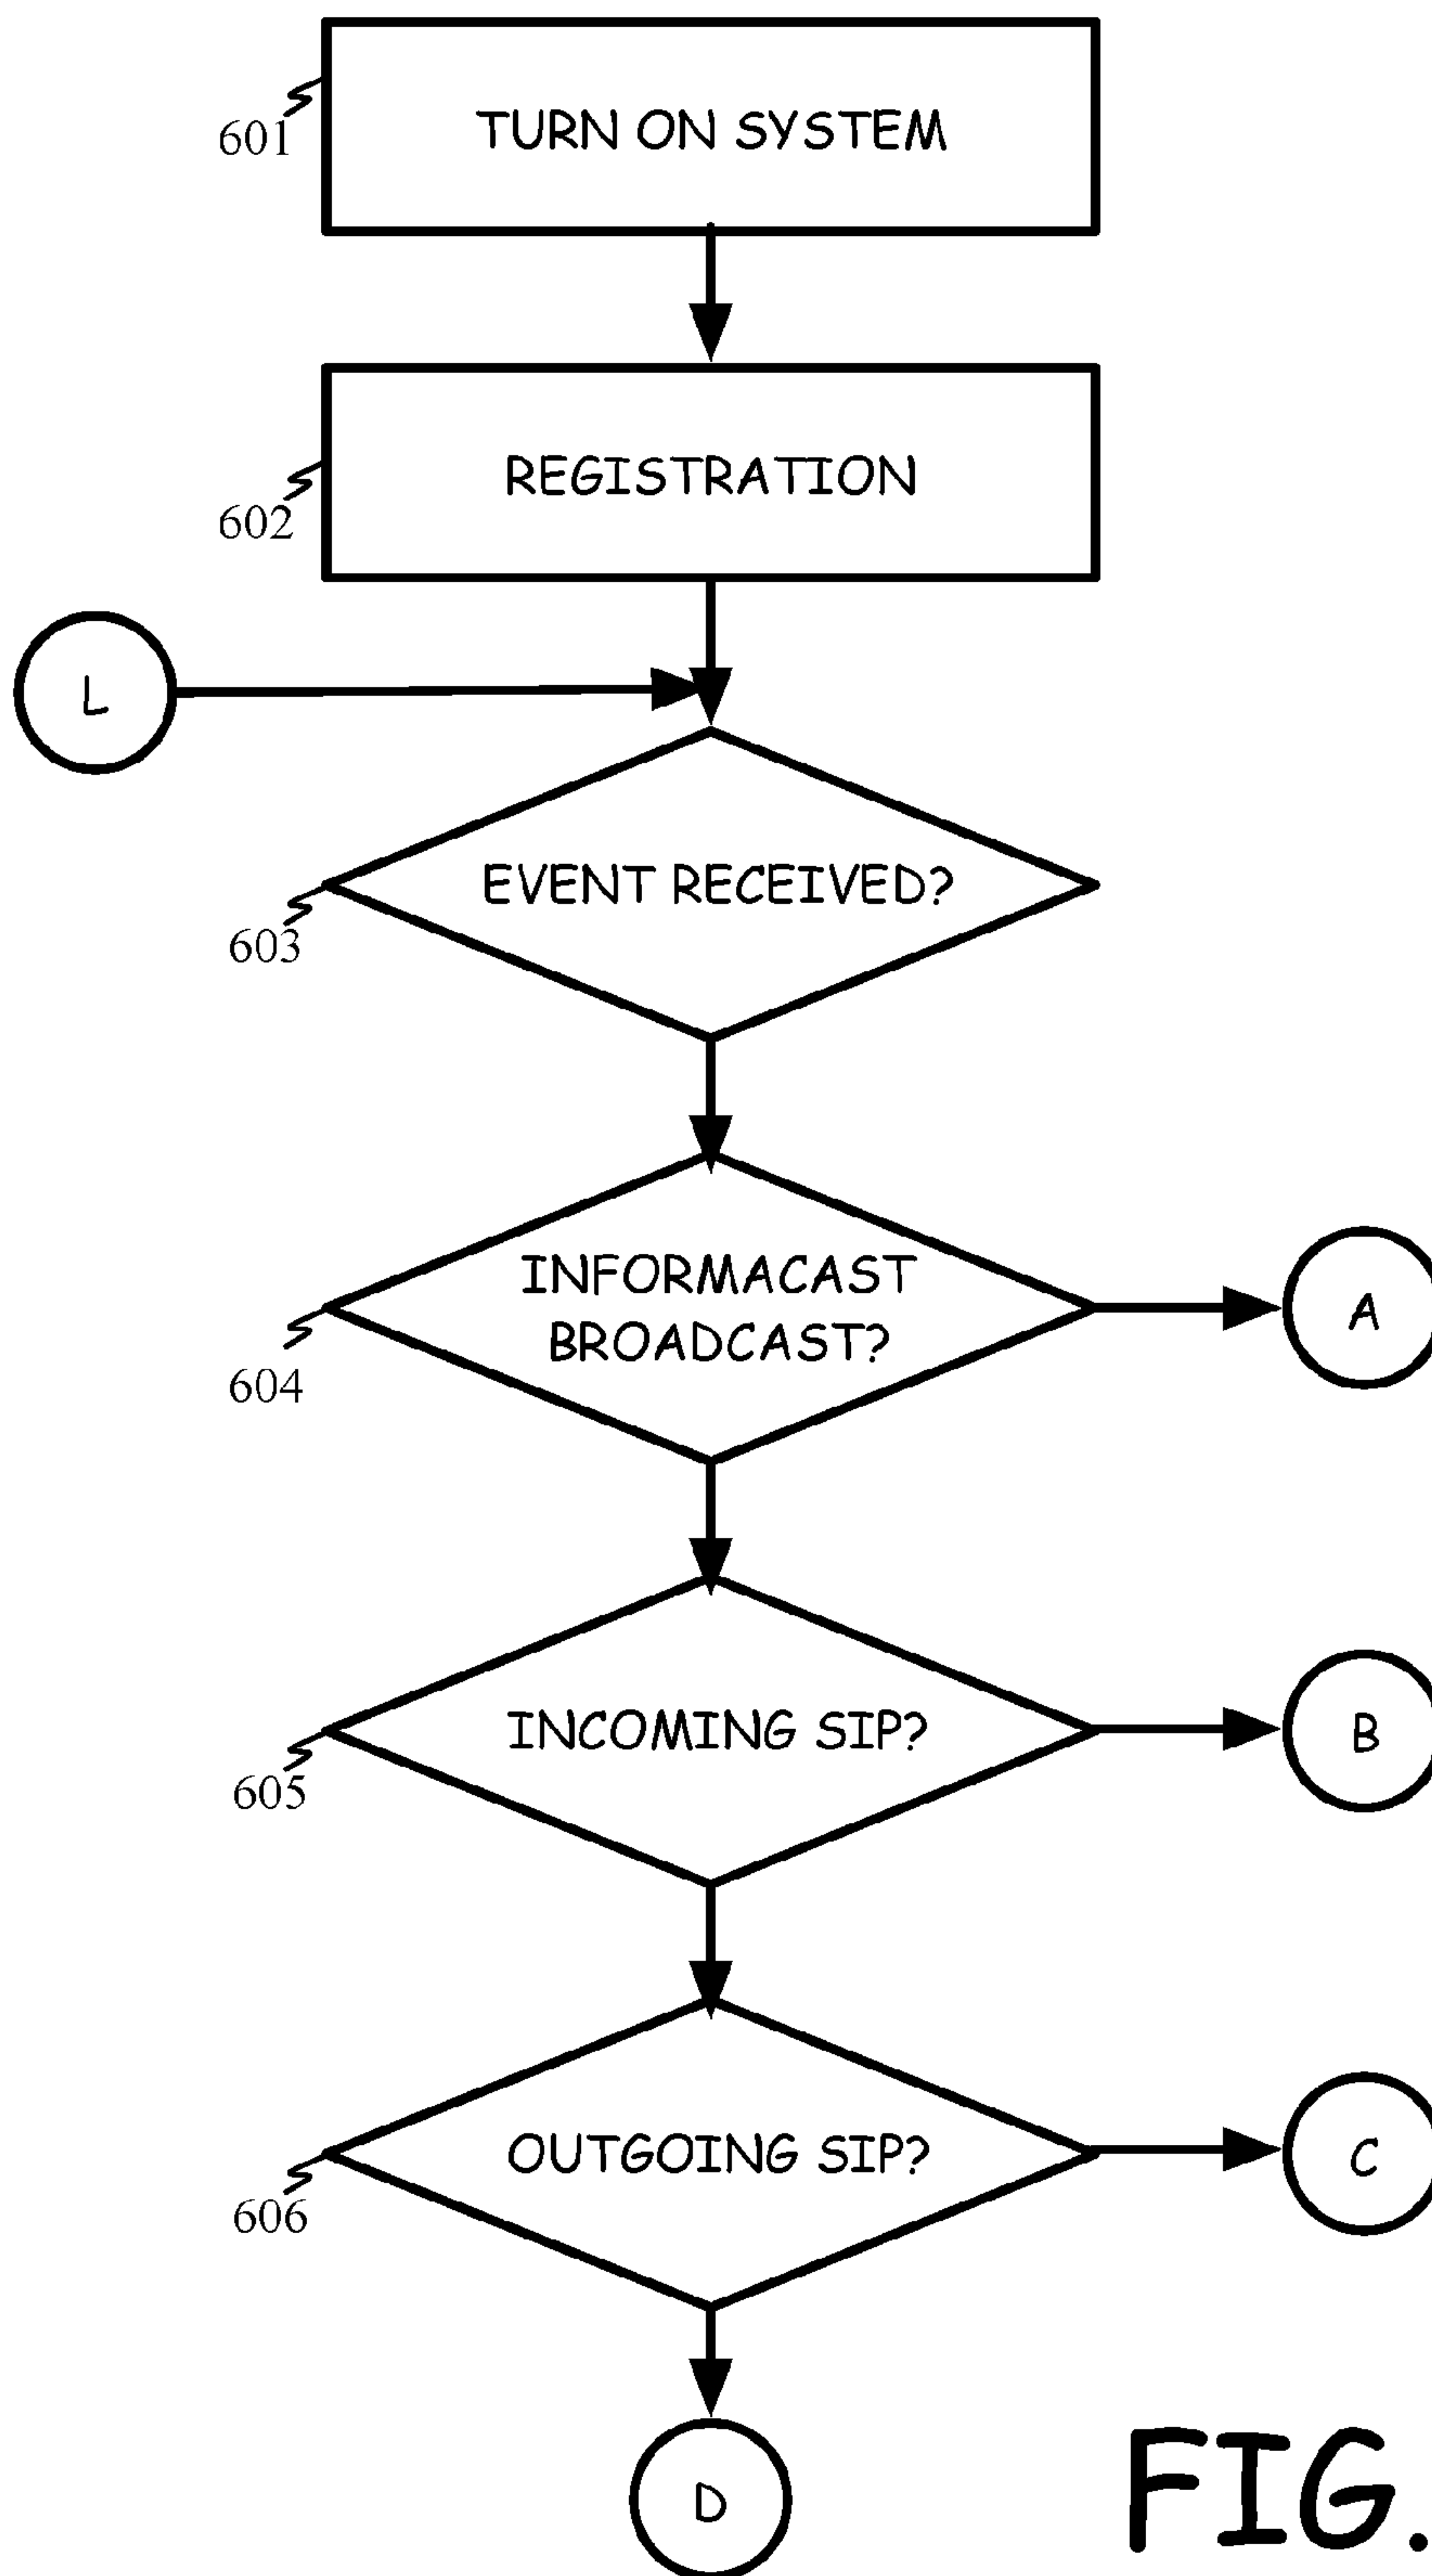 TURN ON SYSTEM
601
REGISTRATION
602
L
EVENT RECEIVED?
603
INFORMACAST
BROADCAST?
A
604
INCOMING SIP?
B
605
OUTGOING SIP?
C
606
D
FIG.